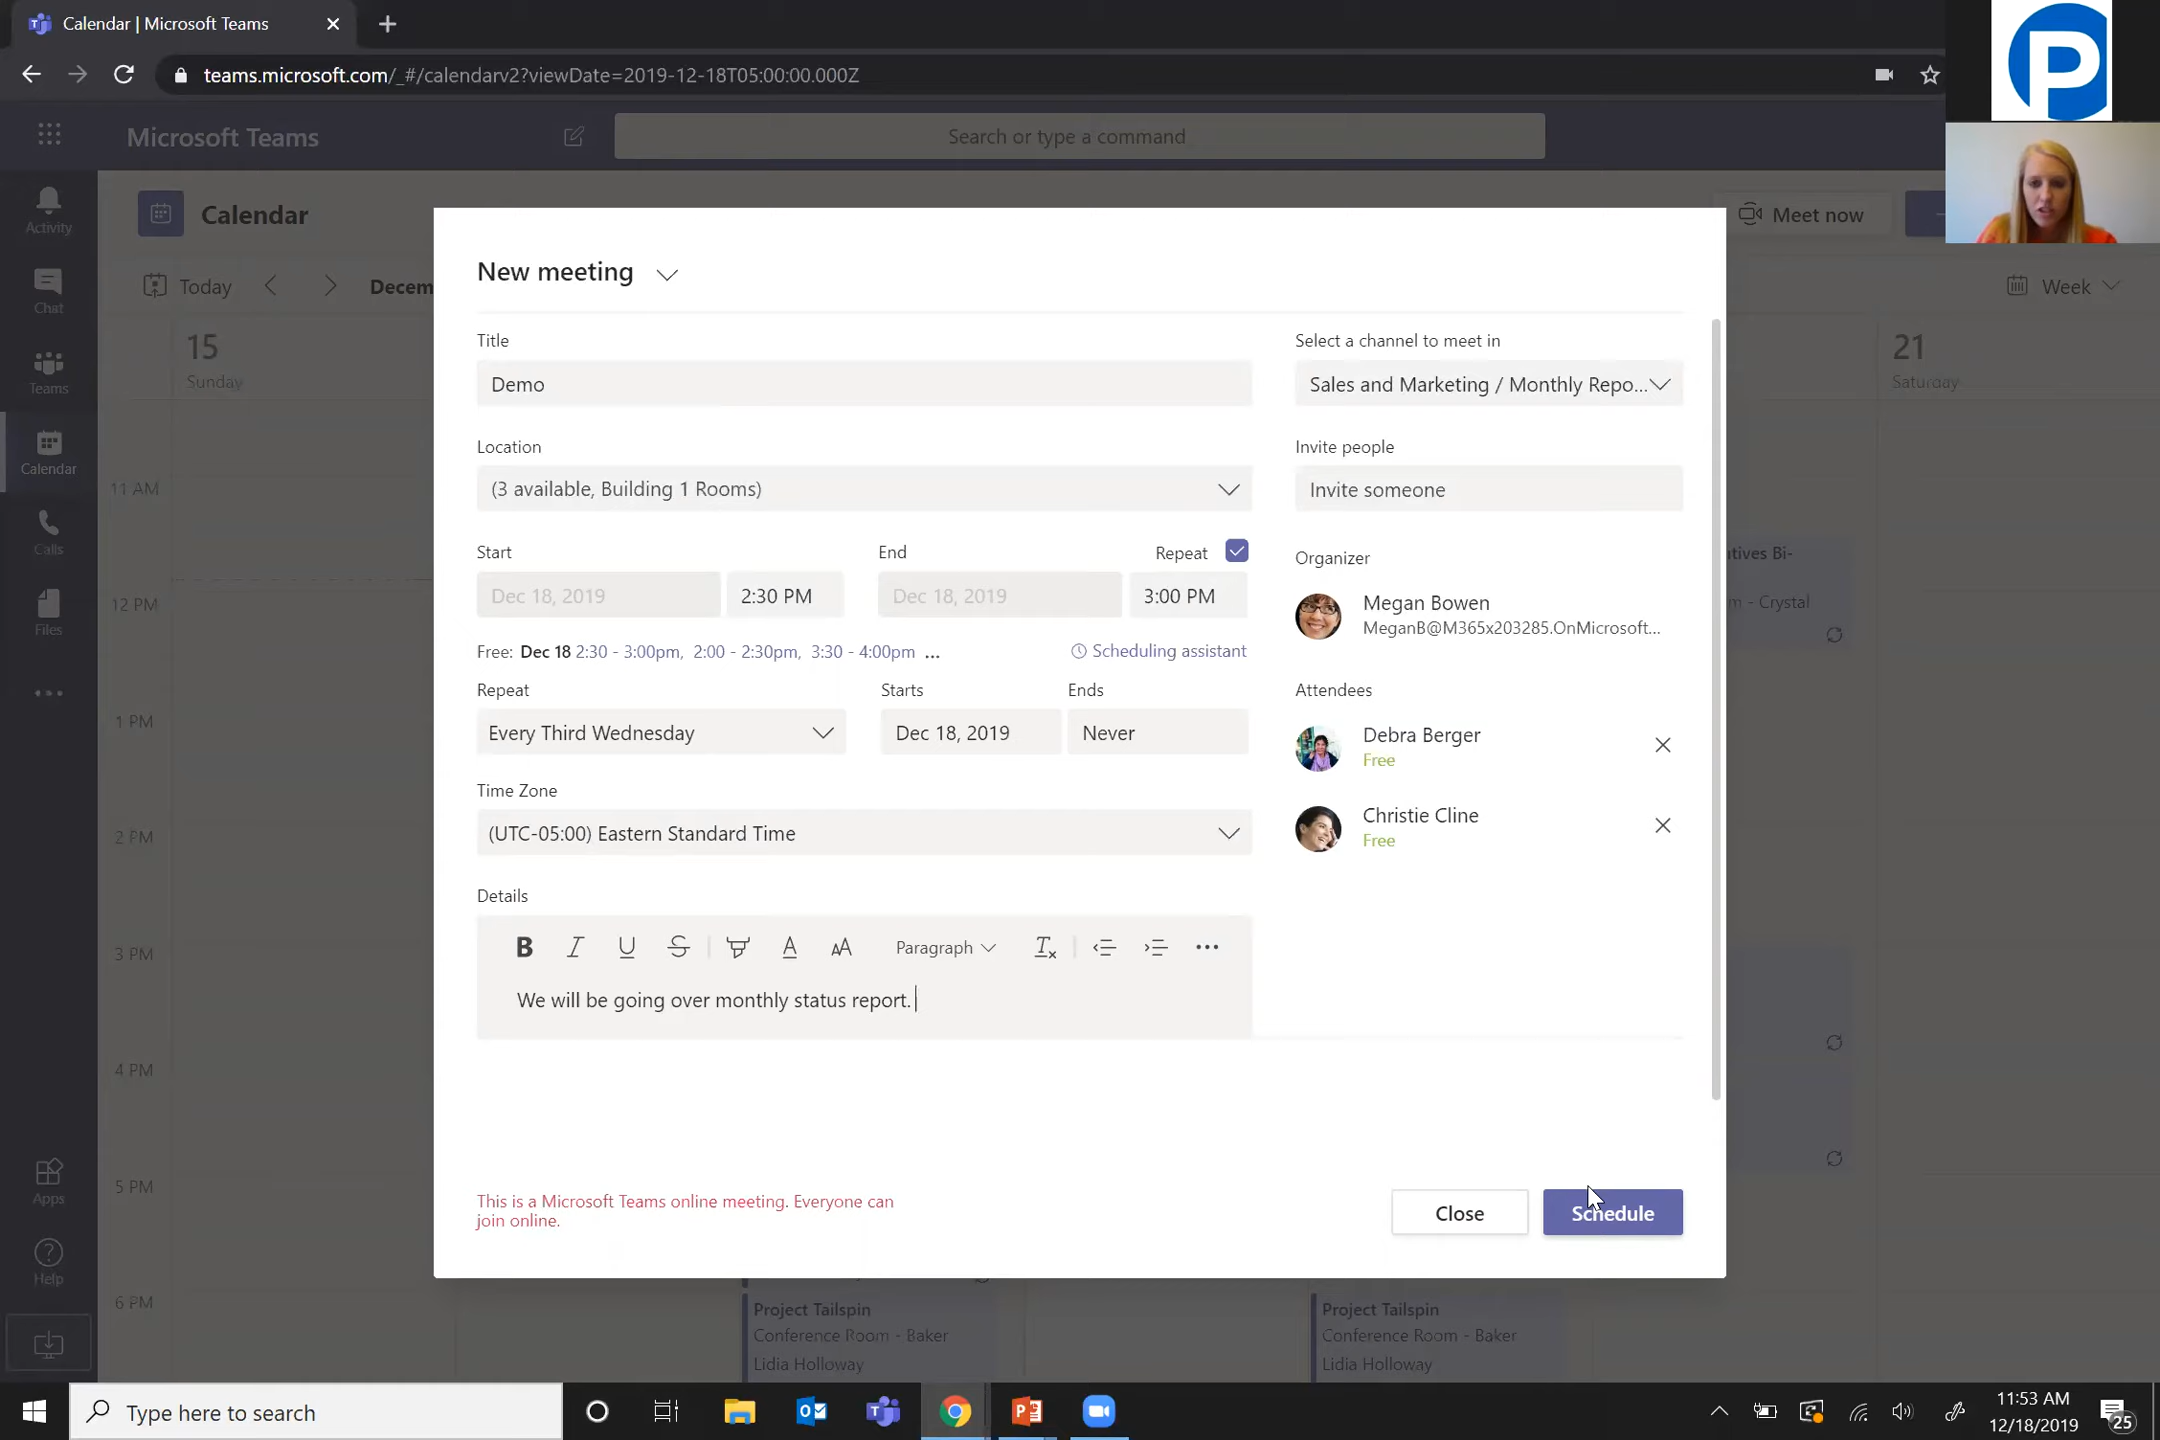 Calendar | Microsoft Teams
teams.microsoft.com/_#/calendarv2?viewDate=2019-12-18T05:00:00.000Z
P
Microsoft Teams
Search or type a command
Activity
Chat
Teams
Calendar
Calls
Files
Apps
Help
Calendar
Meet now
Today
Decem
Week
15
Sunday
21
Saturday
11 AM
12 PM
1 PM
2 PM
3 PM
4 PM
5 PM
6 PM
tives Bi-
m - Crystal
New meeting
Title
Demo
Select a channel to meet in
Sales and Marketing / Monthly Repo...
Location
(3 available, Building 1 Rooms)
Invite people
Invite someone
Start
End
Repeat
Dec 18, 2019
2:30 PM
Dec 18, 2019
3:00 PM
Free: Dec 18 2:30 - 3:00pm, 2:00 - 2:30pm, 3:30 - 4:00pm ...
Scheduling assistant
Organizer
Megan Bowen
MeganB@M365x203285.OnMicrosoft...
Repeat
Starts
Ends
Every Third Wednesday
Dec 18, 2019
Never
Attendees
Debra Berger
Free
Christie Cline
Free
Time Zone
(UTC-05:00) Eastern Standard Time
Details
B I U S A AA Paragraph Tx
We will be going over monthly status report.
This is a Microsoft Teams online meeting. Everyone can
join online.
Close
Schedule
Project Tailspin
Conference Room - Baker
Lidia Holloway
Project Tailspin
Conference Room - Baker
Lidia Holloway
Type here to search
11:53 AM
12/18/2019
25